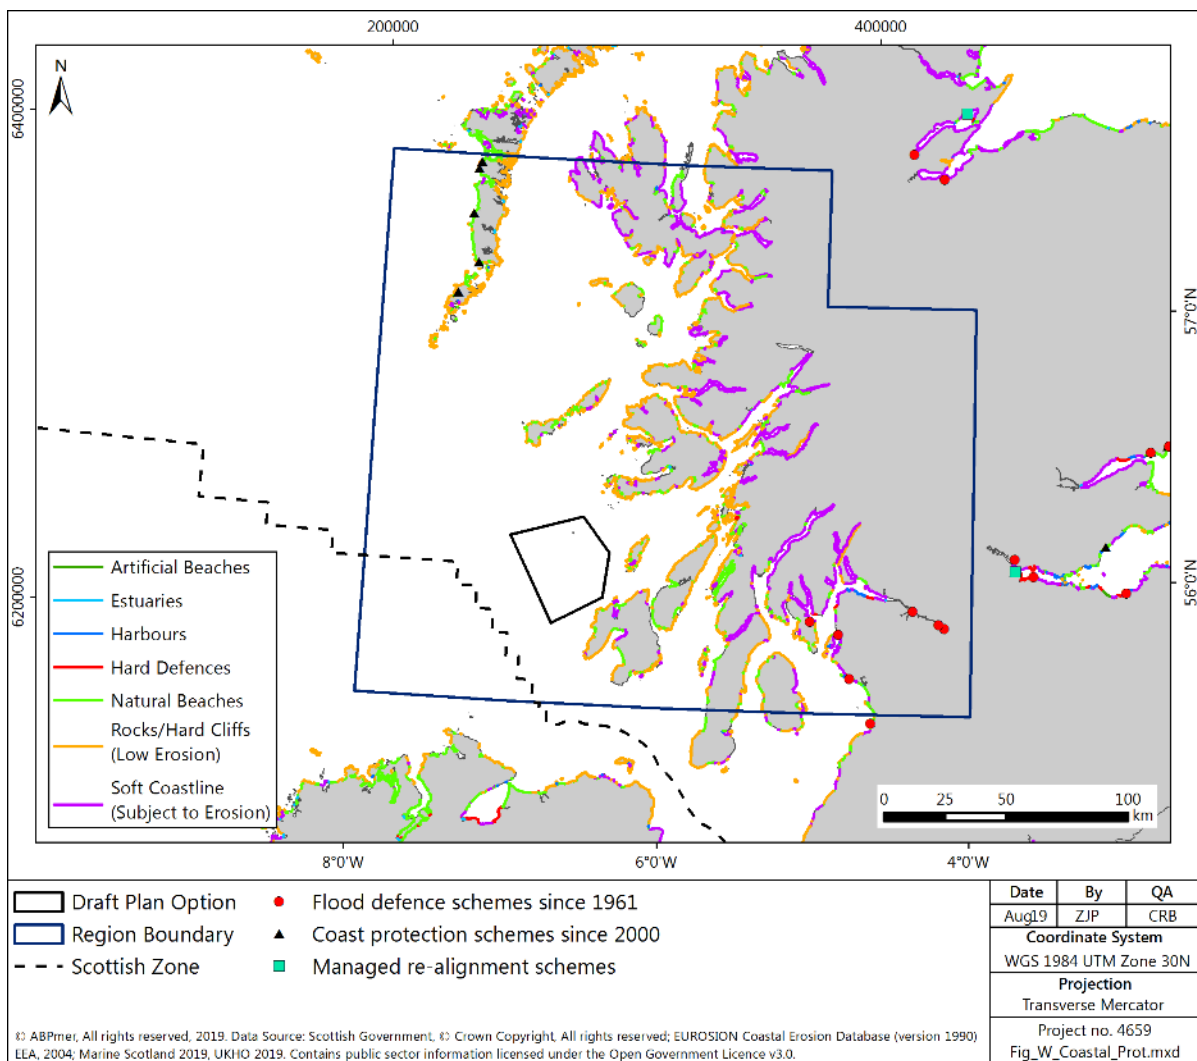 200000
400000
N
6400000
57°0'N
6200000
56°0'N
Artificial Beaches
Estuaries
Harbours
Hard Defences
Natural Beaches
Rocks/Hard Cliffs
(Low Erosion)
Soft Coastline
(Subject to Erosion)
0 25 50 100
km
8°0'W
6°0'W
4°0'W
Draft Plan Option
Region Boundary
Scottish Zone
Flood defence schemes since 1961
Coast protection schemes since 2000
Managed re-alignment schemes
Date By QA
Aug19 ZJP CRB
Coordinate System
WGS 1984 UTM Zone 30N
Projection
Transverse Mercator
Project no. 4659
Fig_W_Coastal_Prot.mxd
© ABPmer, All rights reserved, 2019. Data Source: Scottish Government, © Crown Copyright, All rights reserved; EUROSION Coastal Erosion Database (version 1990)
EEA, 2004; Marine Scotland 2019, UKHO 2019. Contains public sector information licensed under the Open Government Licence v3.0.